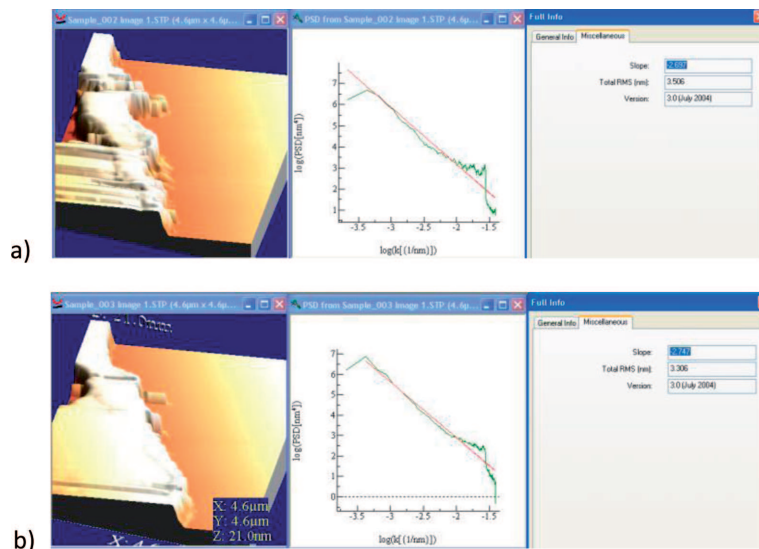 Sample_002 Image 1.STP (4.6µm x 4.6µ...
PSD from Sample_002 Image 1.STP (4.6µ...
Full Info
General Info
Miscellaneous
Slope:
Total RMS (nm): 3.506
Version: 3.0 (July 2004)
log(PSD[nm⁴])
7
6
5
4
3
2
1
-3.5 -3 -2.5 -2 -1.5
log(k[(1/nm)])
a)
Sample_003 Image 1.STP (4.6µm x 4.6µ...
PSD from Sample_003 Image 1.STP (4.6µ...
Full Info
General Info
Miscellaneous
Slope: -2.747
Total RMS (nm): 3.306
Version: 3.0 (July 2004)
log(PSD[nm⁴])
7
6
5
4
3
2
1
0
-3.5 -3 -2.5 -2 -1.5
log(k[(1/nm)])
X: 4.6µm
Y: 4.6µm
Z: 21.0nm
b)